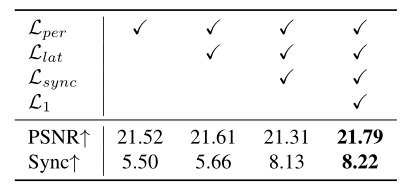 ℒ_per ✓ ✓ ✓ ✓
ℒ_lat ✓ ✓ ✓
ℒ_sync ✓ ✓
ℒ_1 ✓
PSNR↑ 21.52 21.61 21.31 21.79
Sync↑ 5.50 5.66 8.13 8.22